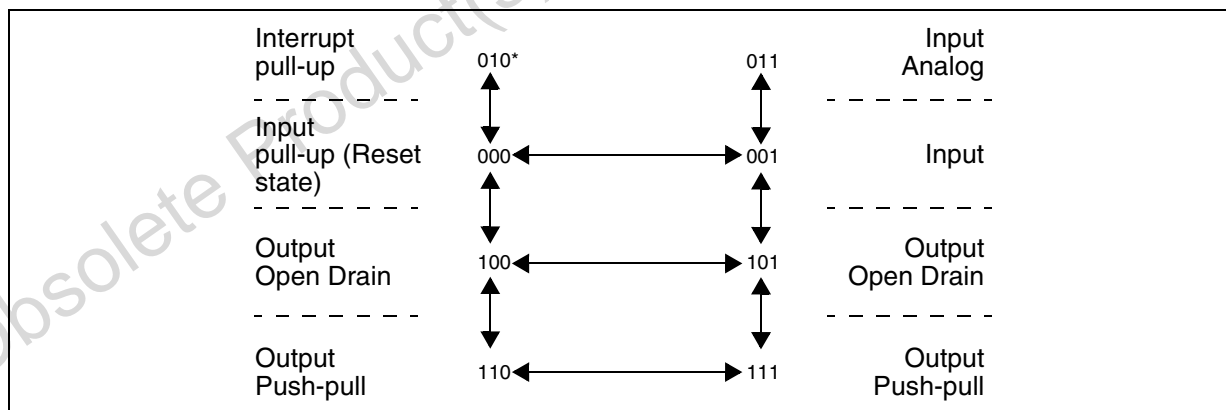 Obsolete Product(s)
Interrupt
pull-up
010*
011
Input
Analog
Input
pull-up (Reset
state)
000
001
Input
Output
Open Drain
100
101
Output
Open Drain
Output
Push-pull
110
111
Output
Push-pull